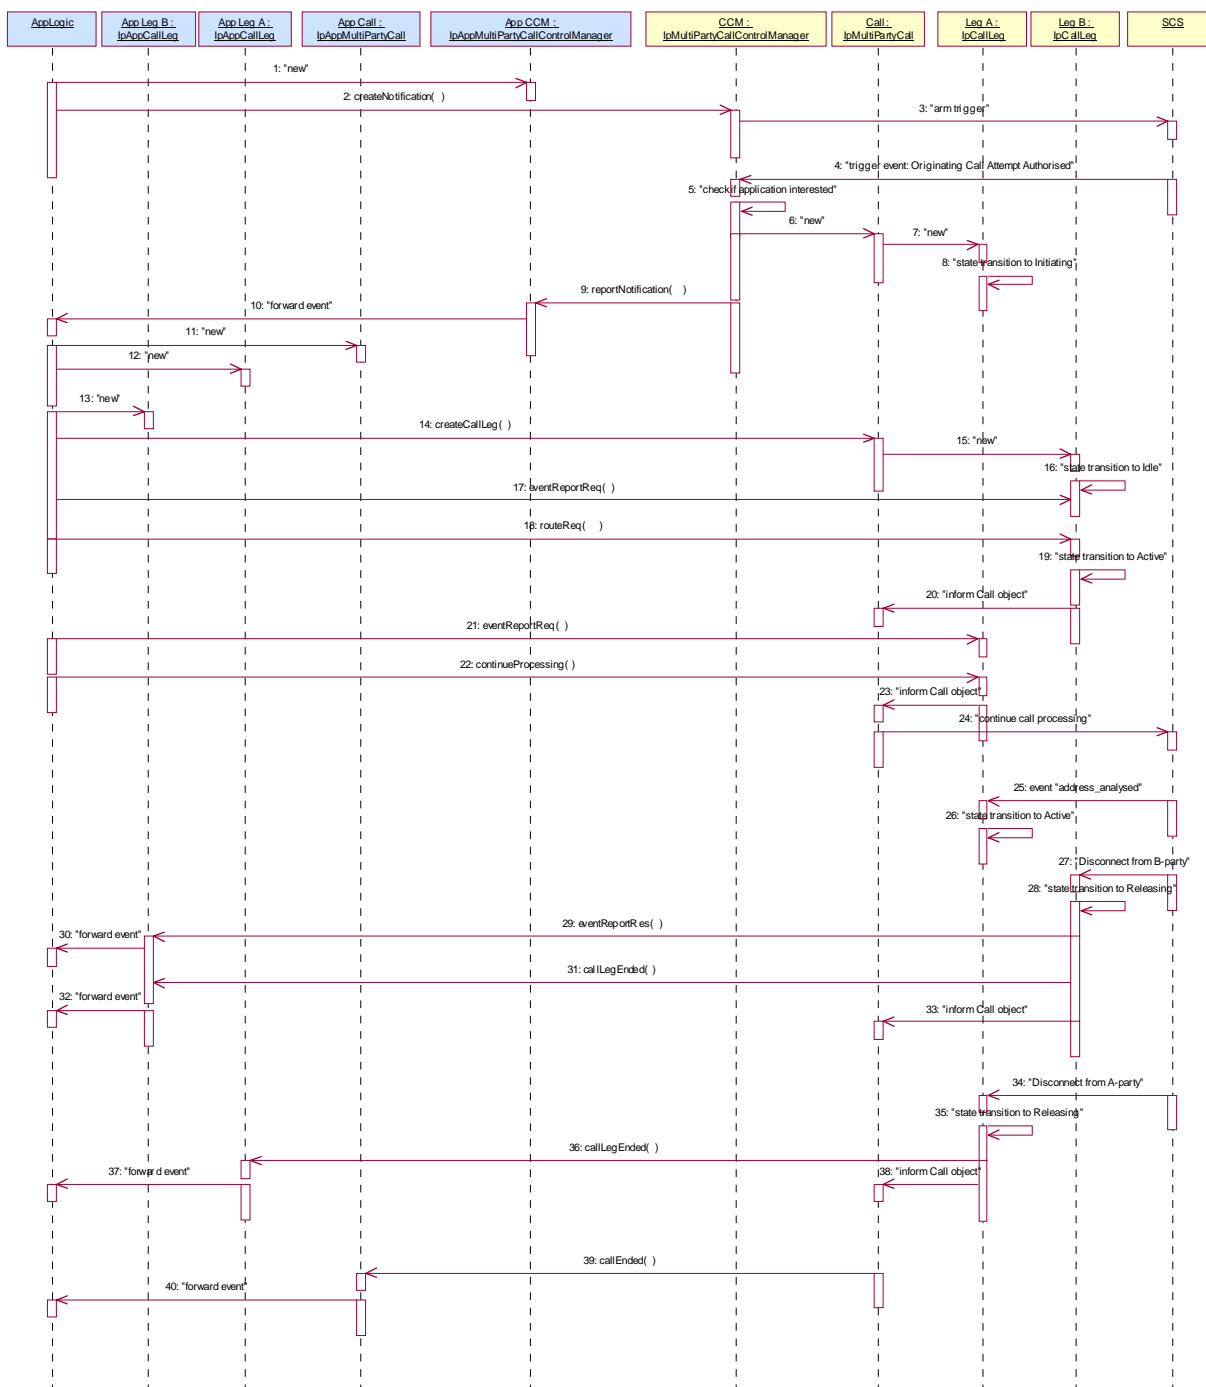 AppLogic
App Leg B :
IpAppCallLeg
App Leg A :
IpAppCallLeg
App Call :
IpAppMultiPartyCall
App CCM :
IpAppMultiPartyCallControlManager
CCM :
IpMultiPartyCallControlManager
Call :
IpMultiPartyCall
Leg A :
IpCallLeg
Leg B :
IpCallLeg
SCS
1: "new"
2: createNotification( )
3: "arm trigger"
4: "trigger event: Originating Call Attempt Authorised"
5: "check if application interested"
6: "new"
7: "new"
8: "state transition to Initiating"
9: reportNotification( )
10: "forward event"
11: "new"
12: "new"
13: "new"
14: createCallLeg( )
15: "new"
16: "state transition to Idle"
17: eventReportReq( )
18: routeReq( )
19: "state transition to Active"
20: "inform Call object"
21: eventReportReq( )
22: continueProcessing( )
23: "inform Call object"
24: "continue call processing"
25: event "address_analysed"
26: "state transition to Active"
27: "Disconnect from B-party"
28: "state transition to Releasing"
29: eventReportRes( )
30: "forward event"
31: callLegEnded( )
32: "forward event"
33: "inform Call object"
34: "Disconnect from A-party"
35: "state transition to Releasing"
36: callLegEnded( )
37: "forward event"
38: "inform Call object"
39: callEnded( )
40: "forward event"